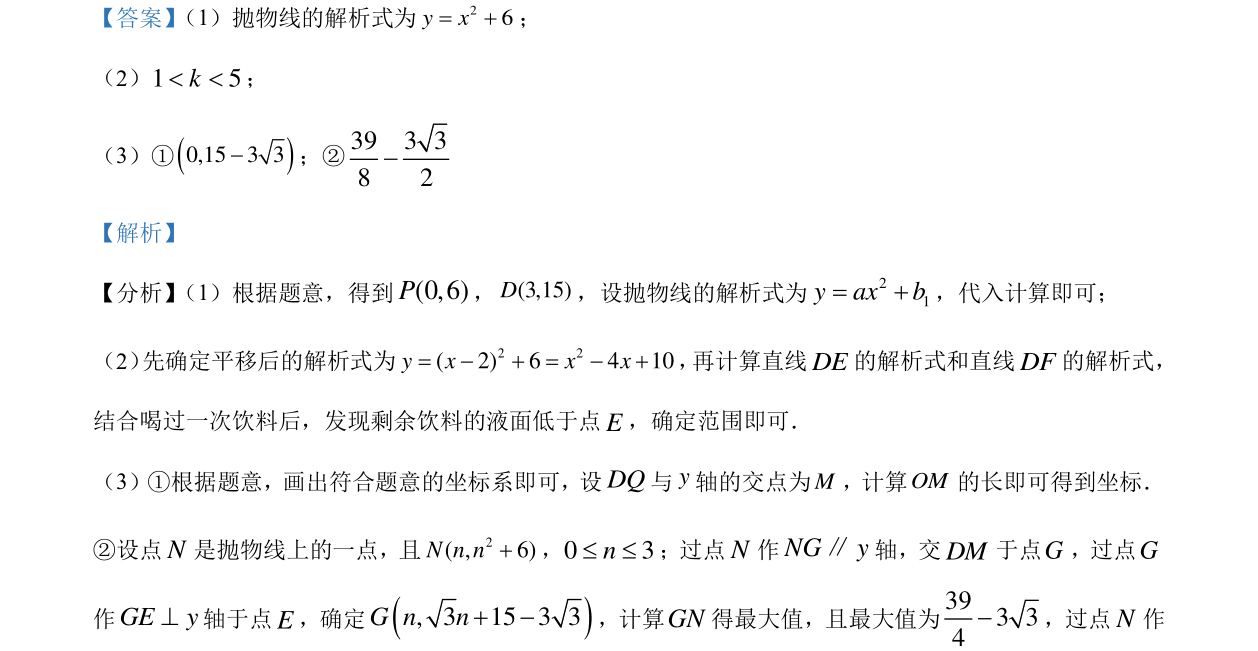 【答案】（1）抛物线的解析式为 y = x² + 6；
（2）1 < k < 5；
（3）①(0,15 − 3√3)；②39/8 − 3√3/2
【解析】
【分析】（1）根据题意，得到 P(0,6)，D(3,15)，设抛物线的解析式为 y = ax² + b₁，代入计算即可；
（2）先确定平移后的解析式为 y = (x − 2)² + 6 = x² − 4x + 10，再计算直线 DE 的解析式和直线 DF 的解析式，
结合喝过一次饮料后，发现剩余饮料的液面低于点 E，确定范围即可．
（3）①根据题意，画出符合题意的坐标系即可，设 DQ 与 y 轴的交点为 M，计算 OM 的长即可得到坐标．
②设点 N 是抛物线上的一点，且 N(n,n² + 6)，0 ≤ n ≤ 3；过点 N 作 NG ∥ y 轴，交 DM 于点 G，过点 G
作 GE ⊥ y 轴于点 E，确定 G(n, √3n + 15 − 3√3)，计算 GN 得最大值，且最大值为 39/4 − 3√3，过点 N 作